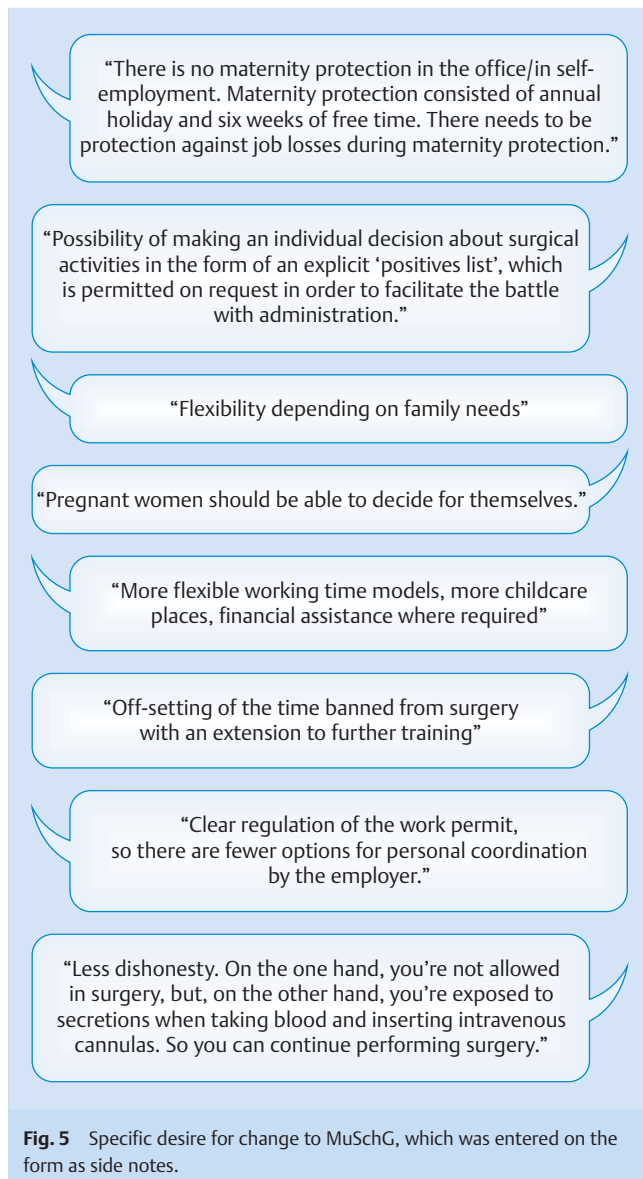 “There is no maternity protection in the office/in self-
employment. Maternity protection consisted of annual
holiday and six weeks of free time. There needs to be
protection against job losses during maternity protection.”
“Possibility of making an individual decision about surgical
activities in the form of an explicit ‘positives list’, which
is permitted on request in order to facilitate the battle
with administration.”
“Flexibility depending on family needs”
“Pregnant women should be able to decide for themselves.”
“More flexible working time models, more childcare
places, financial assistance where required”
“Off-setting of the time banned from surgery
with an extension to further training”
“Clear regulation of the work permit,
so there are fewer options for personal coordination
by the employer.”
“Less dishonesty. On the one hand, you’re not allowed
in surgery, but, on the other hand, you’re exposed to
secretions when taking blood and inserting intravenous
cannulas. So you can continue performing surgery.”
Fig. 5 Specific desire for change to MuSchG, which was entered on the
form as side notes.